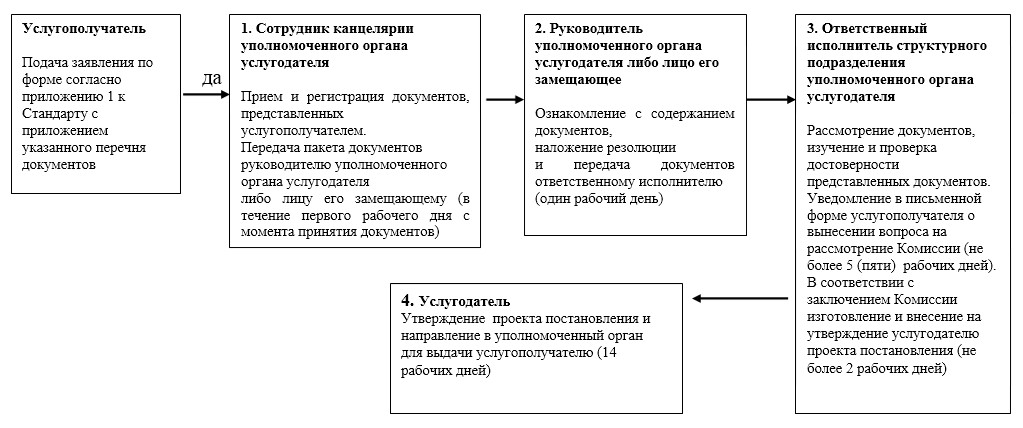 Услугополучатель
Подача заявления по
форме согласно
приложению 1 к
Стандарту с
приложением
указанного перечня
документов
да
1. Сотрудник канцелярии
уполномоченного органа
услугодателя
Прием и регистрация документов,
представленных
услугополучателем.
Передача пакета документов
руководителю уполномоченного
органа услугодателя
либо лицу его замещающему (в
течение первого рабочего дня с
момента принятия документов)
2. Руководитель
уполномоченного органа
услугодателя либо лицо его
замещающее
Ознакомление с содержанием
документов,
наложение резолюции
и передача документов
ответственному исполнителю
(один рабочий день)
3. Ответственный
исполнитель структурного
подразделения
уполномоченного органа
услугодателя
Рассмотрение документов,
изучение и проверка
достоверности
представленных документов.
Уведомление в письменной
форме услугополучателя о
вынесении вопроса на
рассмотрение Комиссии (не
более 5 (пяти) рабочих дней).
В соответствии с
заключением Комиссии
изготовление и внесение на
утверждение услугодателю
проекта постановления (не
более 2 рабочих дней)
4. Услугодатель
Утверждение проекта постановления и
направление в уполномоченный орган
для выдачи услугополучателю (14
рабочих дней)